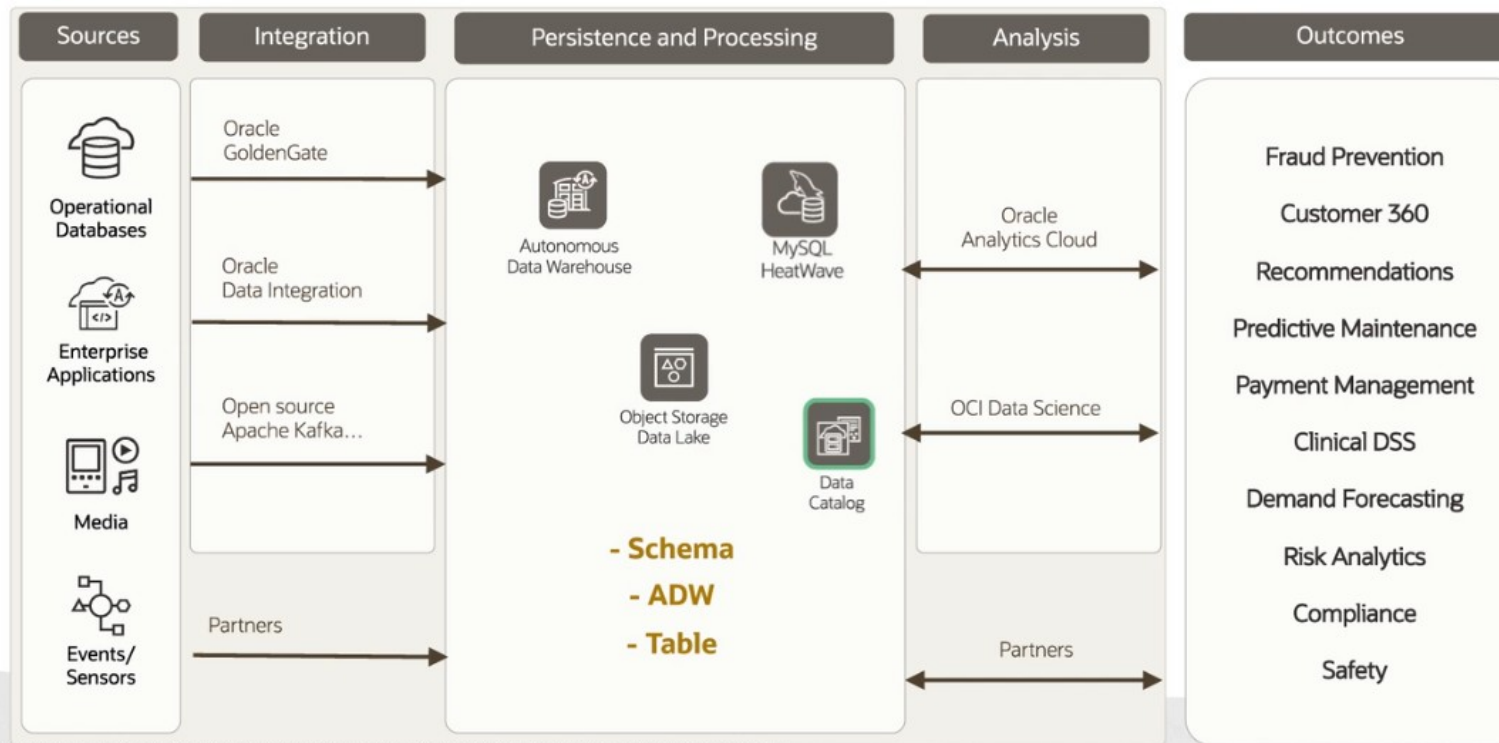 Sources
Integration
Persistence and Processing
Analysis
Outcomes
Operational
Databases
Enterprise
Applications
Media
Events/
Sensors
Oracle
GoldenGate
Oracle
Data Integration
Open source
Apache Kafka...
Partners
Autonomous
Data Warehouse
MySQL
HeatWave
Object Storage
Data Lake
Data
Catalog
- Schema
- ADW
- Table
Oracle
Analytics Cloud
OCI Data Science
Partners
Fraud Prevention
Customer 360
Recommendations
Predictive Maintenance
Payment Management
Clinical DSS
Demand Forecasting
Risk Analytics
Compliance
Safety